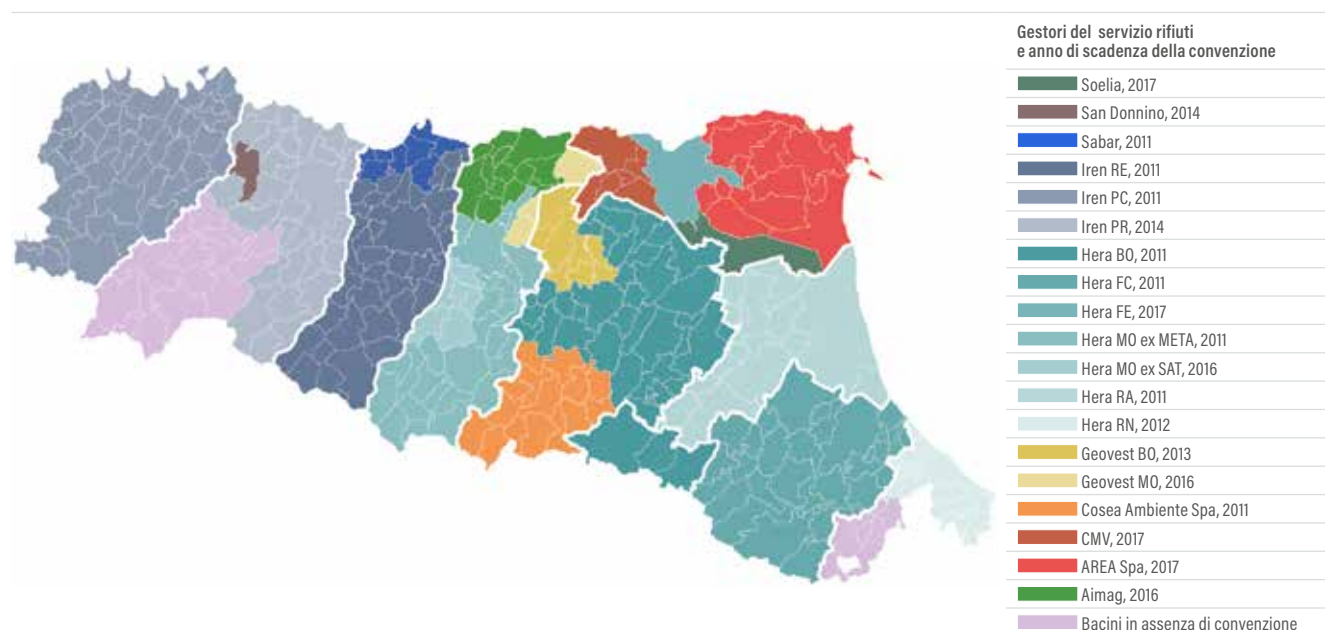 Gestori del servizio rifiuti
e anno di scadenza della convenzione
Soelia, 2017
San Donnino, 2014
Sabar, 2011
Iren RE, 2011
Iren PC, 2011
Iren PR, 2014
Hera BO, 2011
Hera FC, 2011
Hera FE, 2017
Hera MO ex META, 2011
Hera MO ex SAT, 2016
Hera RA, 2011
Hera RN, 2012
Geovest BO, 2013
Geovest MO, 2016
Cosea Ambiente Spa, 2011
CMV, 2017
AREA Spa, 2017
Aimag, 2016
Bacini in assenza di convenzione